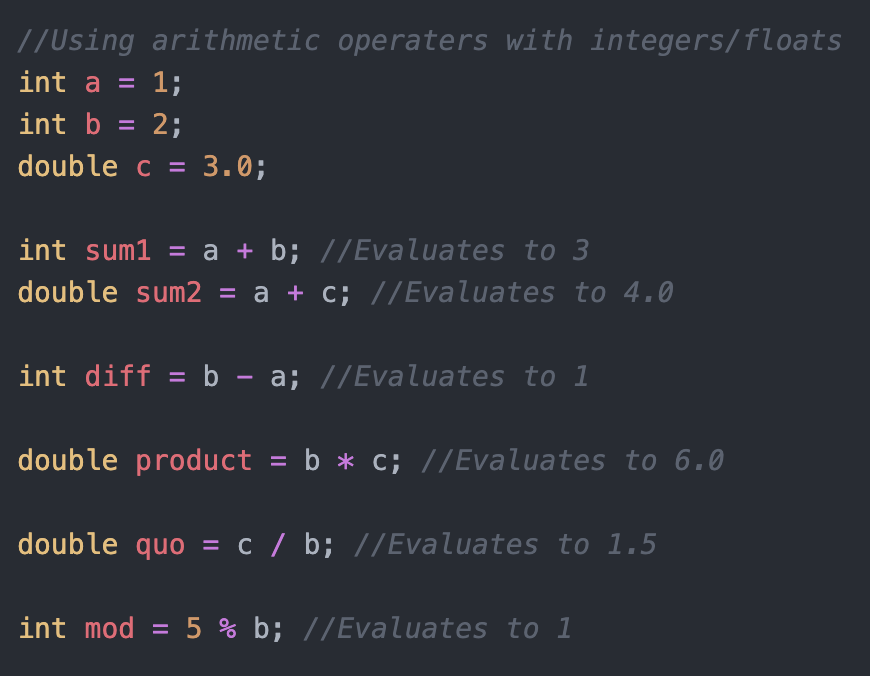 //Using arithmetic operaters with integers/floats
int a = 1;
int b = 2;
double c = 3.0;
int sum1 = a + b; //Evaluates to 3
double sum2 = a + c; //Evaluates to 4.0
int diff = b - a; //Evaluates to 1
double product = b * c; //Evaluates to 6.0
double quo = c / b; //Evaluates to 1.5
int mod = 5 % b; //Evaluates to 1